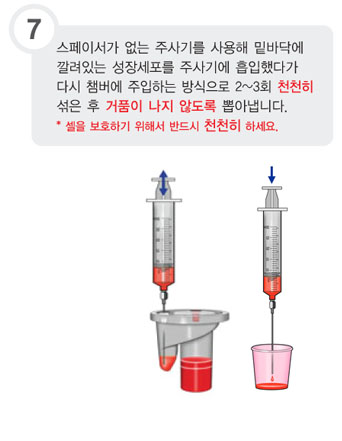 7
스페이서가 없는 주사기를 사용해 밑바닥에
깔려있는 성장세포를 주사기에 흡입했다가
다시 챔버에 주입하는 방식으로 2~3회 천천히
섞은 후 거품이 나지 않도록 뽑아냅니다.
* 셀을 보호하기 위해서 반드시 천천히 하세요.